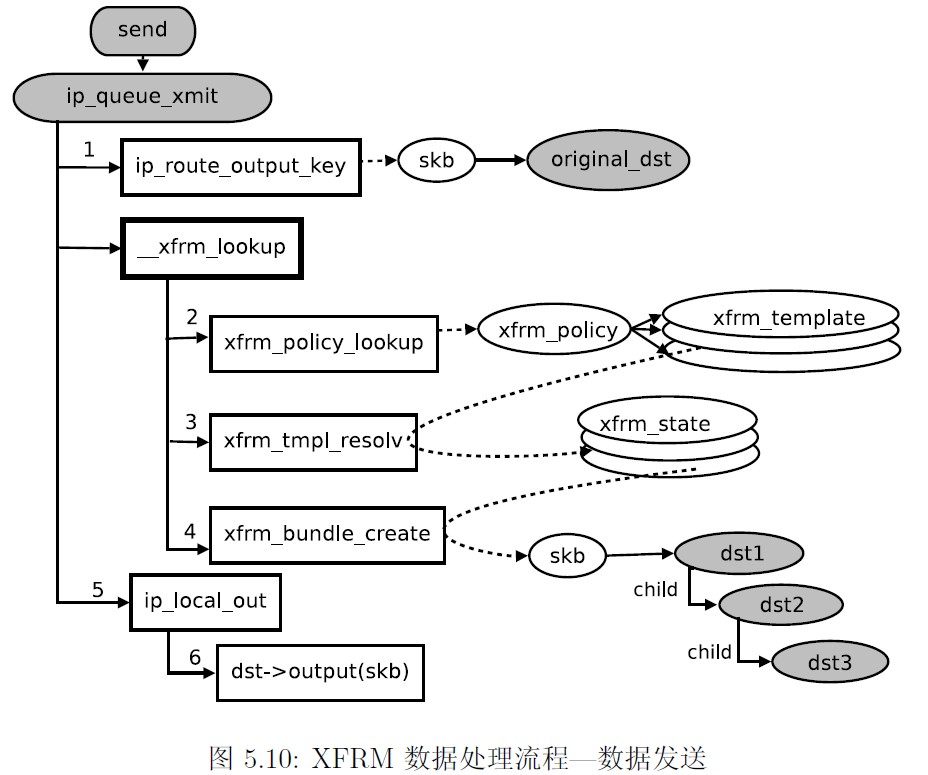 send
ip_queue_xmit
1
ip_route_output_key
skb
original_dst
__xfrm_lookup
2
xfrm_policy_lookup
xfrm_policy
xfrm_template
3
xfrm_tmpl_resolv
xfrm_state
4
xfrm_bundle_create
skb
dst1
child
dst2
child
dst3
5
ip_local_out
6
dst->output(skb)
图 5.10: XFRM 数据处理流程—数据发送